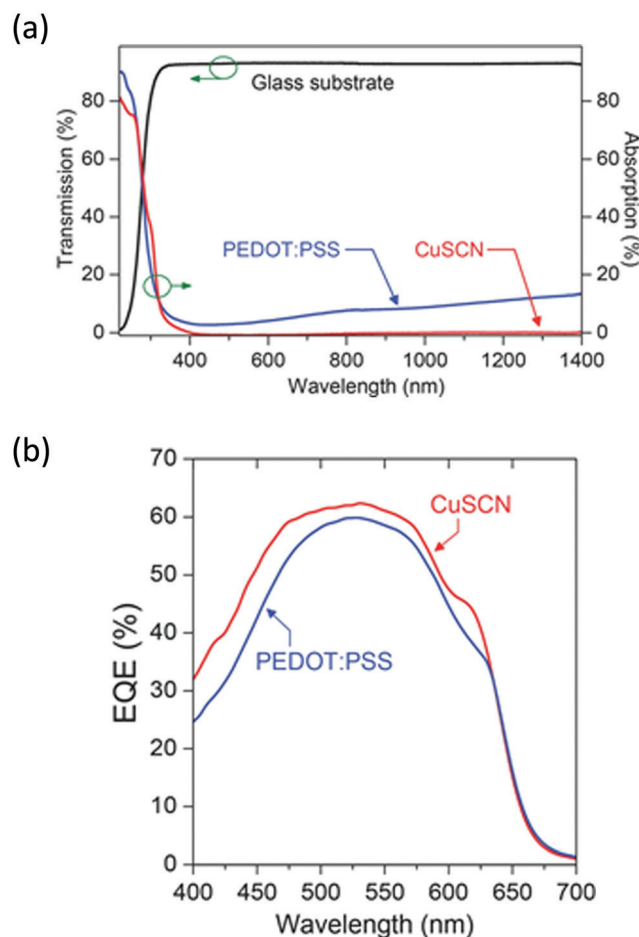 (a)
Glass substrate
PEDOT:PSS
CuSCN
Transmission (%)
80
60
40
20
0
Absorption (%)
80
60
40
20
0
400
600
800
1000
1200
1400
Wavelength (nm)
(b)
EQE (%)
70
60
50
40
30
20
10
0
CuSCN
PEDOT:PSS
400
450
500
550
600
650
700
Wavelength (nm)